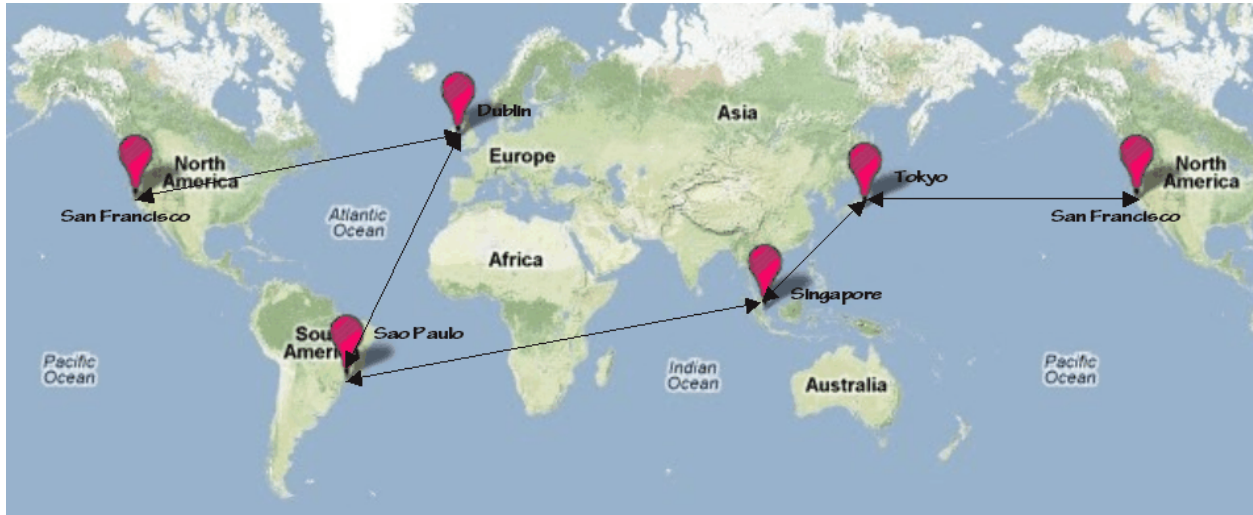 Dublin
Asia
Europe
North
America
San Francisco
Tokyo
North
America
San Francisco
Atlantic
Ocean
Africa
Singapore
Sao Paulo
South
America
Pacific
Ocean
Indian
Ocean
Australia
Pacific
Ocean